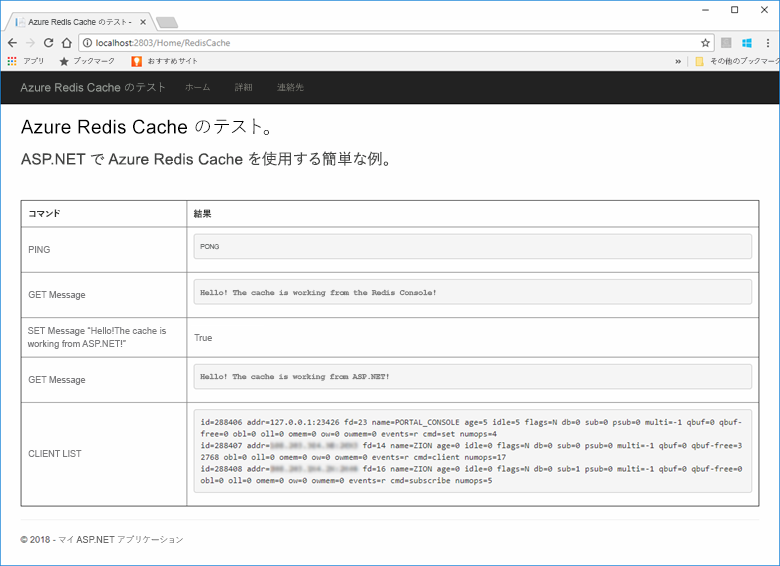 Azure Redis Cache のテスト -
localhost:2803/Home/RedisCache
アプリ ブックマーク おすすめサイト » その他のブックマーク
Azure Redis Cache のテスト ホーム 詳細 連絡先
Azure Redis Cache のテスト。
ASP.NET で Azure Redis Cache を使用する簡単な例。
コマンド 結果
PING PONG
GET Message Hello! The cache is working from the Redis Console!
SET Message "Hello!The cache is
working from ASP.NET!"
True
GET Message Hello! The cache is working from ASP.NET!
CLIENT LIST
id=288406 addr=127.0.0.1:23426 fd=23 name=PORTAL_CONSOLE age=5 idle=5 flags=N db=0 sub=0 psub=0 multi=-1 qbuf=0 qbuf-
free=0 obl=0 oll=0 omem=0 ow=0 owmem=0 events=r cmd=set numops=4
id=288407 addr= fd=14 name=ZION age=0 idle=0 flags=N db=0 sub=0 psub=0 multi=-1 qbuf=0 qbuf-free=3
2768 obl=0 oll=0 omem=0 ow=0 owmem=0 events=r cmd=client numops=17
id=288408 addr= fd=16 name=ZION age=0 idle=0 flags=N db=0 sub=1 psub=0 multi=-1 qbuf=0 qbuf-free=0
obl=0 oll=0 omem=0 ow=0 owmem=0 events=r cmd=subscribe numops=5
© 2018 - マイ ASP.NET アプリケーション